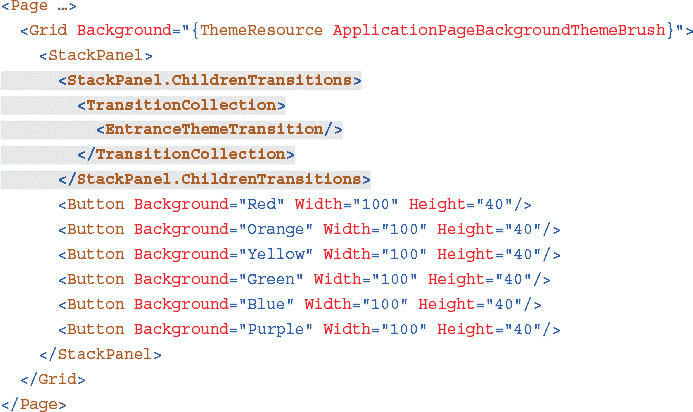 <Page …>
  <Grid Background="{ThemeResource ApplicationPageBackgroundThemeBrush}">
    <StackPanel>
      <StackPanel.ChildrenTransitions>
        <TransitionCollection>
          <EntranceThemeTransition/>
        </TransitionCollection>
      </StackPanel.ChildrenTransitions>
      <Button Background="Red" Width="100" Height="40"/>
      <Button Background="Orange" Width="100" Height="40"/>
      <Button Background="Yellow" Width="100" Height="40"/>
      <Button Background="Green" Width="100" Height="40"/>
      <Button Background="Blue" Width="100" Height="40"/>
      <Button Background="Purple" Width="100" Height="40"/>
    </StackPanel>
  </Grid>
</Page>